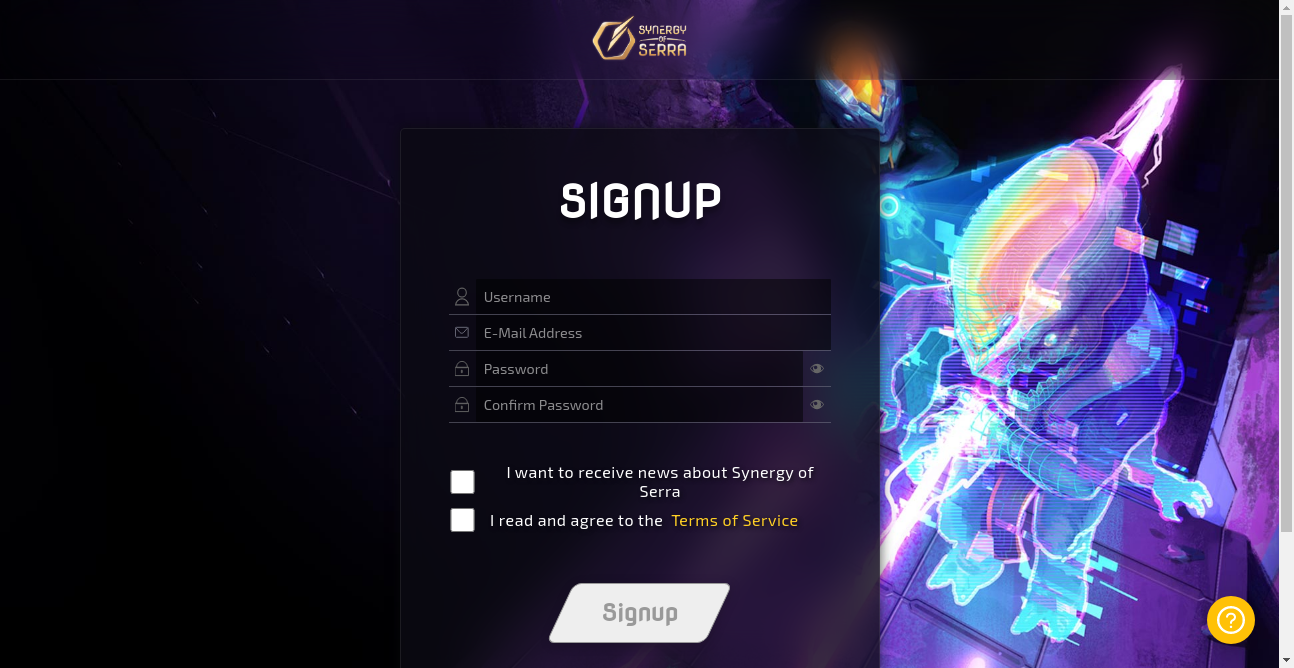 SYNERGY
OF
SERRA
SIGNUP
Username
E-Mail Address
Password
Confirm Password
I want to receive news about Synergy of
Serra
I read and agree to the Terms of Service
Signup
?